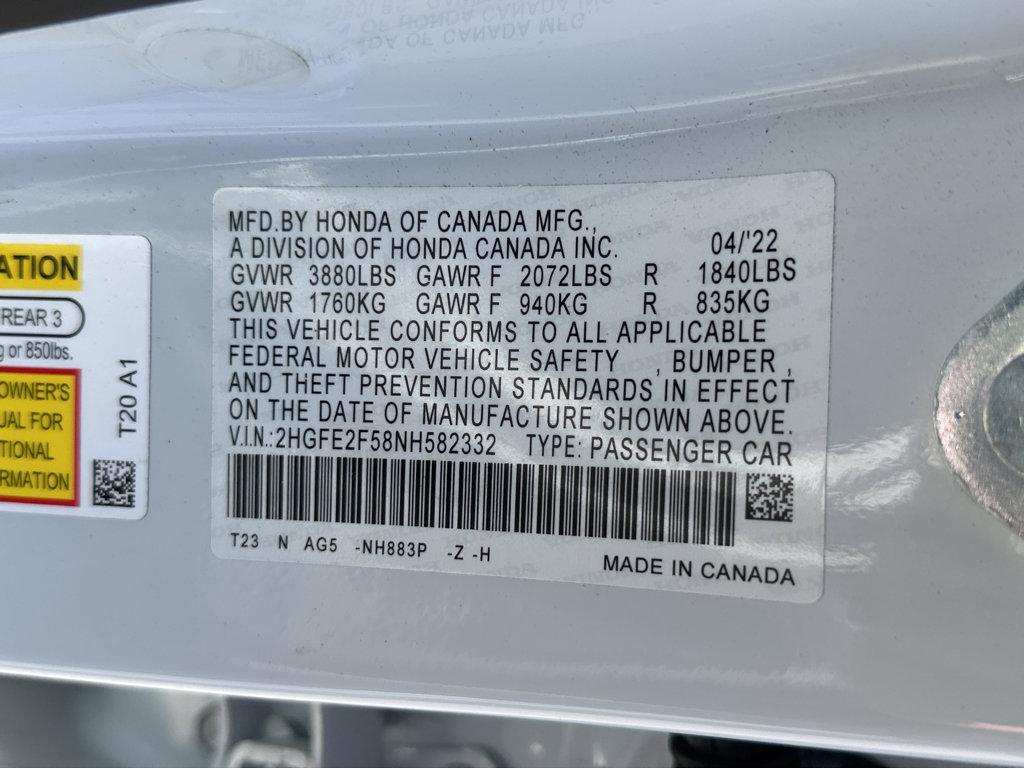 MFD.BY HONDA OF CANADA MFG.,
A DIVISION OF HONDA CANADA INC. 04/'22
GVWR 3880LBS GAWR F 2072LBS R 1840LBS
GVWR 1760KG GAWR F 940KG R 835KG
THIS VEHICLE CONFORMS TO ALL APPLICABLE
FEDERAL MOTOR VEHICLE SAFETY , BUMPER ,
AND THEFT PREVENTION STANDARDS IN EFFECT
ON THE DATE OF MANUFACTURE SHOWN ABOVE.
V.I.N.:2HGFE2F58NH582332 TYPE: PASSENGER CAR
T23 N AG5 -NH883P -Z -H
MADE IN CANADA
ATION
REAR 3
g or 850lbs.
OWNER'S
UAL FOR
TIONAL
RMATION
T20 A1